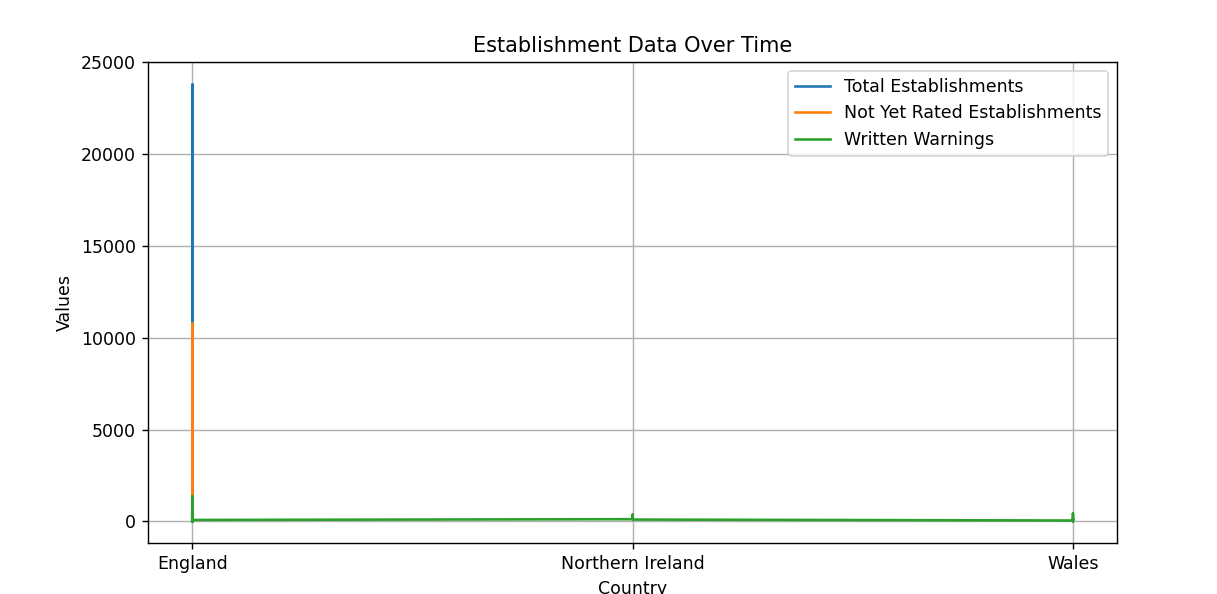 Establishment Data Over Time
25000
20000
15000
10000
5000
0
Values
Total Establishments
Not Yet Rated Establishments
Written Warnings
England
Northern Ireland
Wales
Country